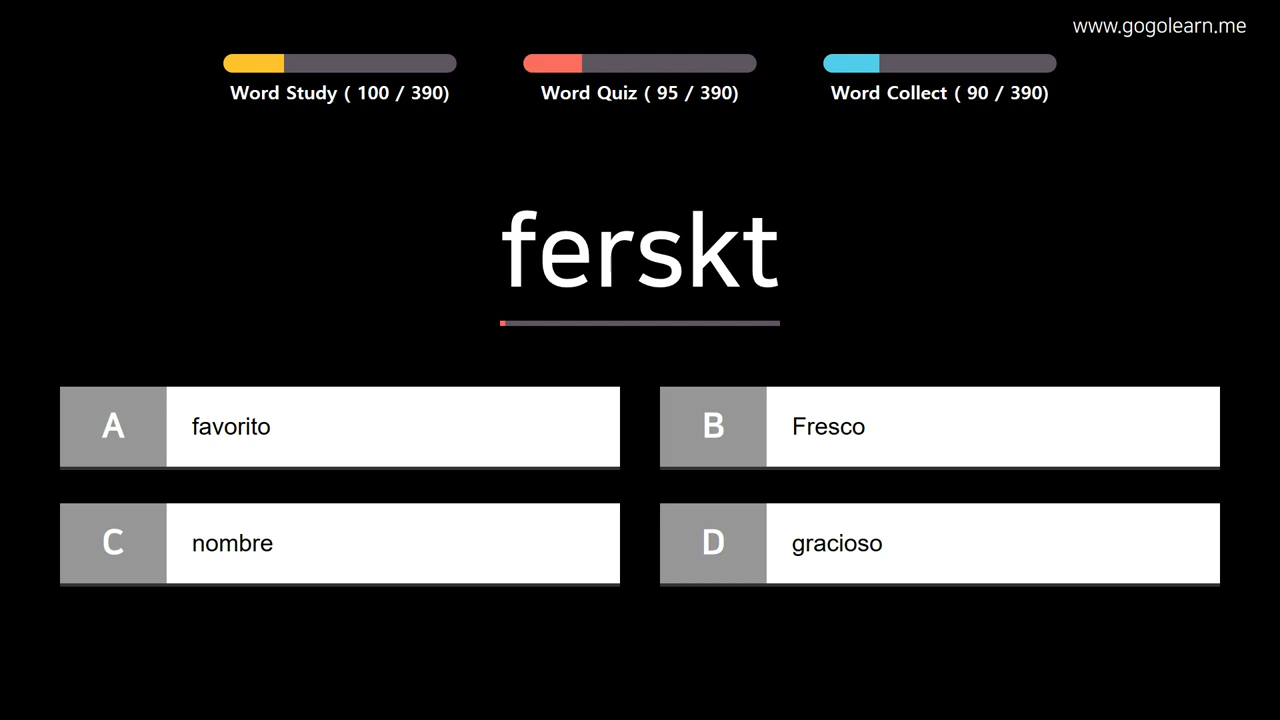 www.gogolearn.me
Word Study ( 100 / 390)
Word Quiz ( 95 / 390)
Word Collect ( 90 / 390)
ferskt
A favorito
B Fresco
C nombre
D gracioso